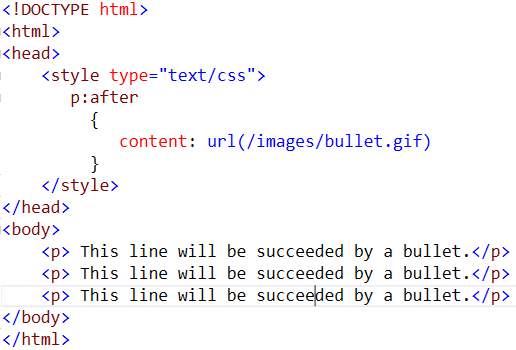 <!DOCTYPE html>
<html>
<head>
    <style type="text/css">
       p:after
         {
            content: url(/images/bullet.gif)
         }
    </style>
</head>
<body>
    <p> This line will be succeeded by a bullet.</p>
    <p> This line will be succeeded by a bullet.</p>
    <p> This line will be succeeded by a bullet.</p>
</body>
</html>